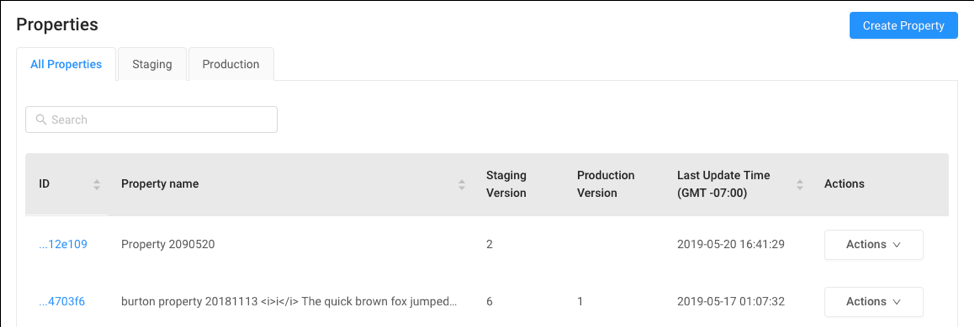 Properties
Create Property
All Properties
Staging
Production
Search
ID
Property name
Staging
Version
Production
Version
Last Update Time
(GMT -07:00)
Actions
...12e109
Property 2090520
2
2019-05-20 16:41:29
Actions
...4703f6
burton property 20181113 <i>i</i> The quick brown fox jumped...
6
1
2019-05-17 01:07:32
Actions